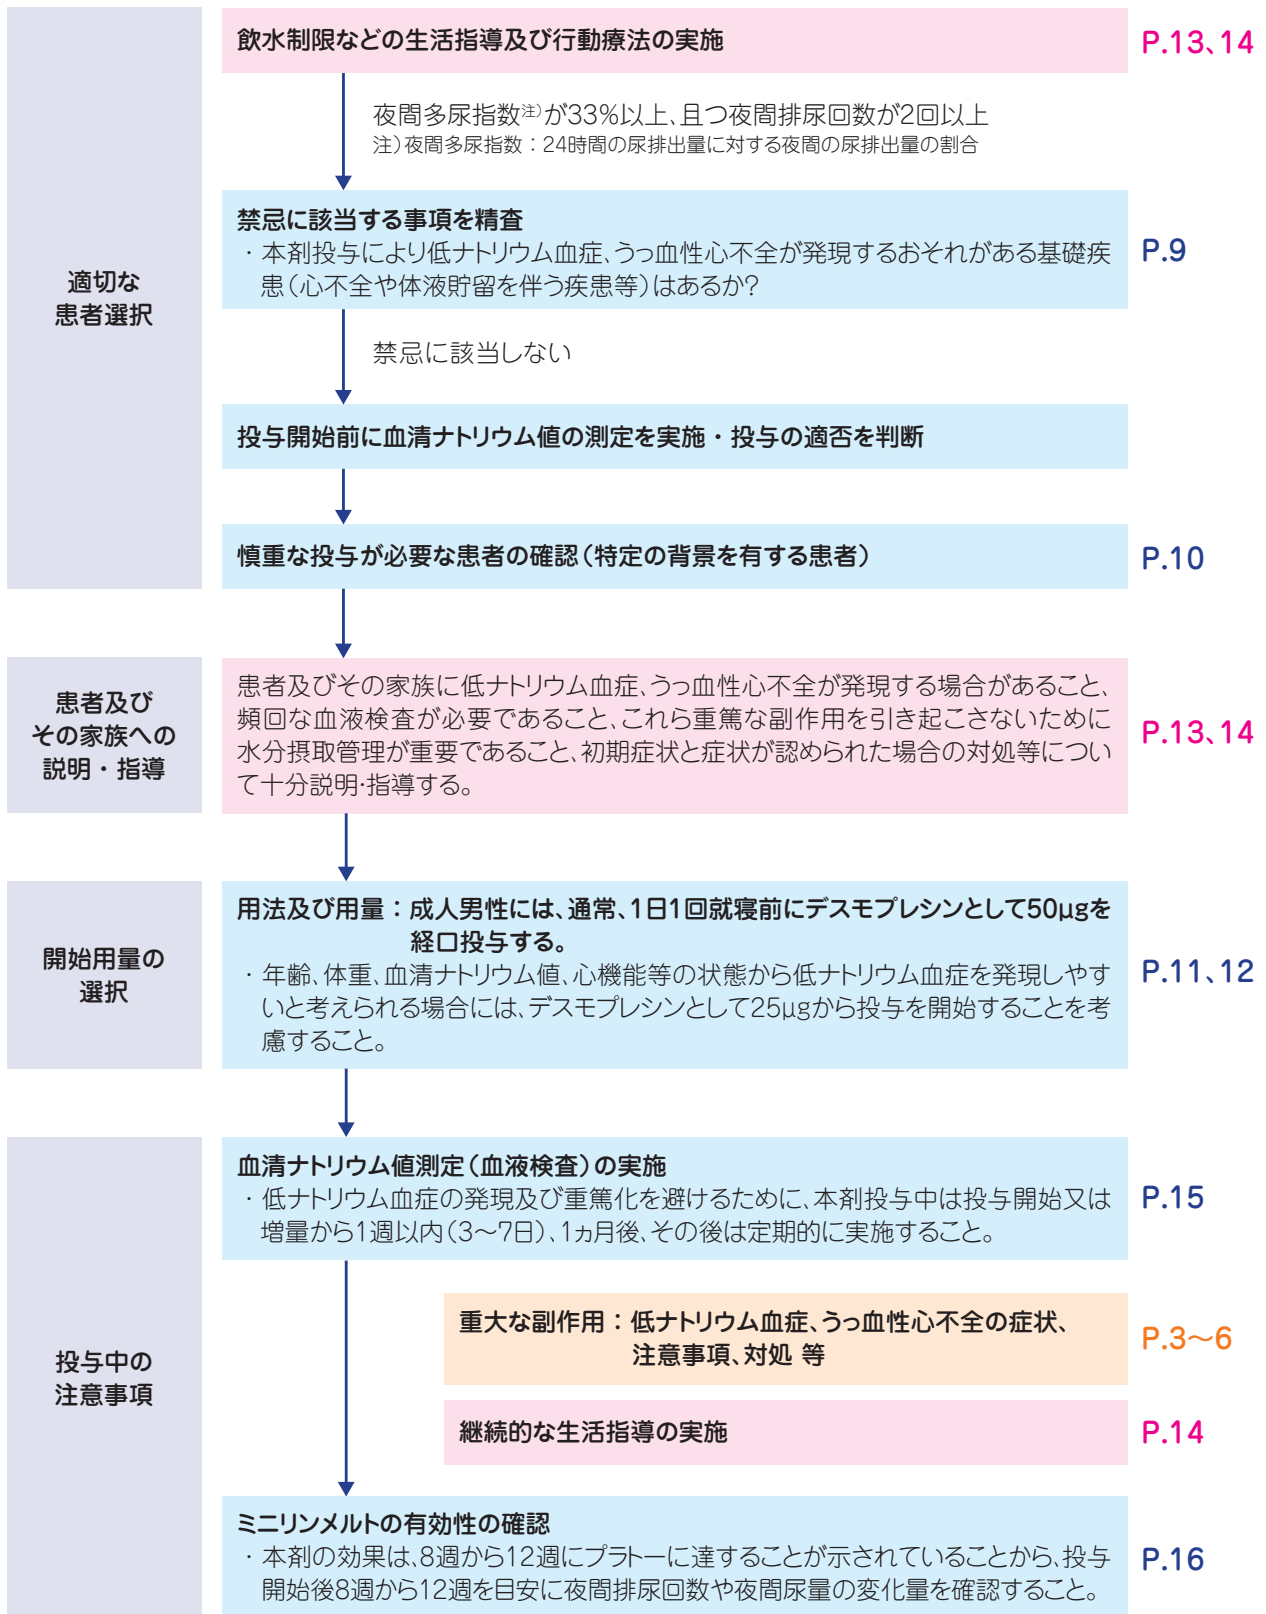 適切な
患者選択
飲水制限などの生活指導及び行動療法の実施
P.13、14
夜間多尿指数注)が33%以上、且つ夜間排尿回数が2回以上
注)夜間多尿指数：24時間の尿排出量に対する夜間の尿排出量の割合
禁忌に該当する事項を精査
・本剤投与により低ナトリウム血症、うっ血性心不全が発現するおそれがある基礎疾
患(心不全や体液貯留を伴う疾患等)はあるか?
P.9
禁忌に該当しない
投与開始前に血清ナトリウム値の測定を実施・投与の適否を判断
慎重な投与が必要な患者の確認(特定の背景を有する患者)
P.10
患者及び
その家族への
説明・指導
患者及びその家族に低ナトリウム血症、うっ血性心不全が発現する場合があること、
頻回な血液検査が必要であること、これら重篤な副作用を引き起こさないために
水分摂取管理が重要であること、初期症状と症状が認められた場合の対処等につい
て十分説明・指導する。
P.13、14
開始用量の
選択
用法及び用量：成人男性には、通常、1日1回就寝前にデスモプレシンとして50μgを
経口投与する。
・年齢、体重、血清ナトリウム値、心機能等の状態から低ナトリウム血症を発現しやす
いと考えられる場合には、デスモプレシンとして25μgから投与を開始することを考
慮すること。
P.11、12
投与中の
注意事項
血清ナトリウム値測定(血液検査)の実施
・低ナトリウム血症の発現及び重篤化を避けるために、本剤投与中は投与開始又は
増量から1週以内(3〜7日)、1ヵ月後、その後は定期的に実施すること。
P.15
重大な副作用：低ナトリウム血症、うっ血性心不全の症状、
注意事項、対処 等
P.3〜6
継続的な生活指導の実施
P.14
ミニリンメルトの有効性の確認
・本剤の効果は、8週から12週にプラトーに達することが示されていることから、投与
開始後8週から12週を目安に夜間排尿回数や夜間尿量の変化量を確認すること。
P.16